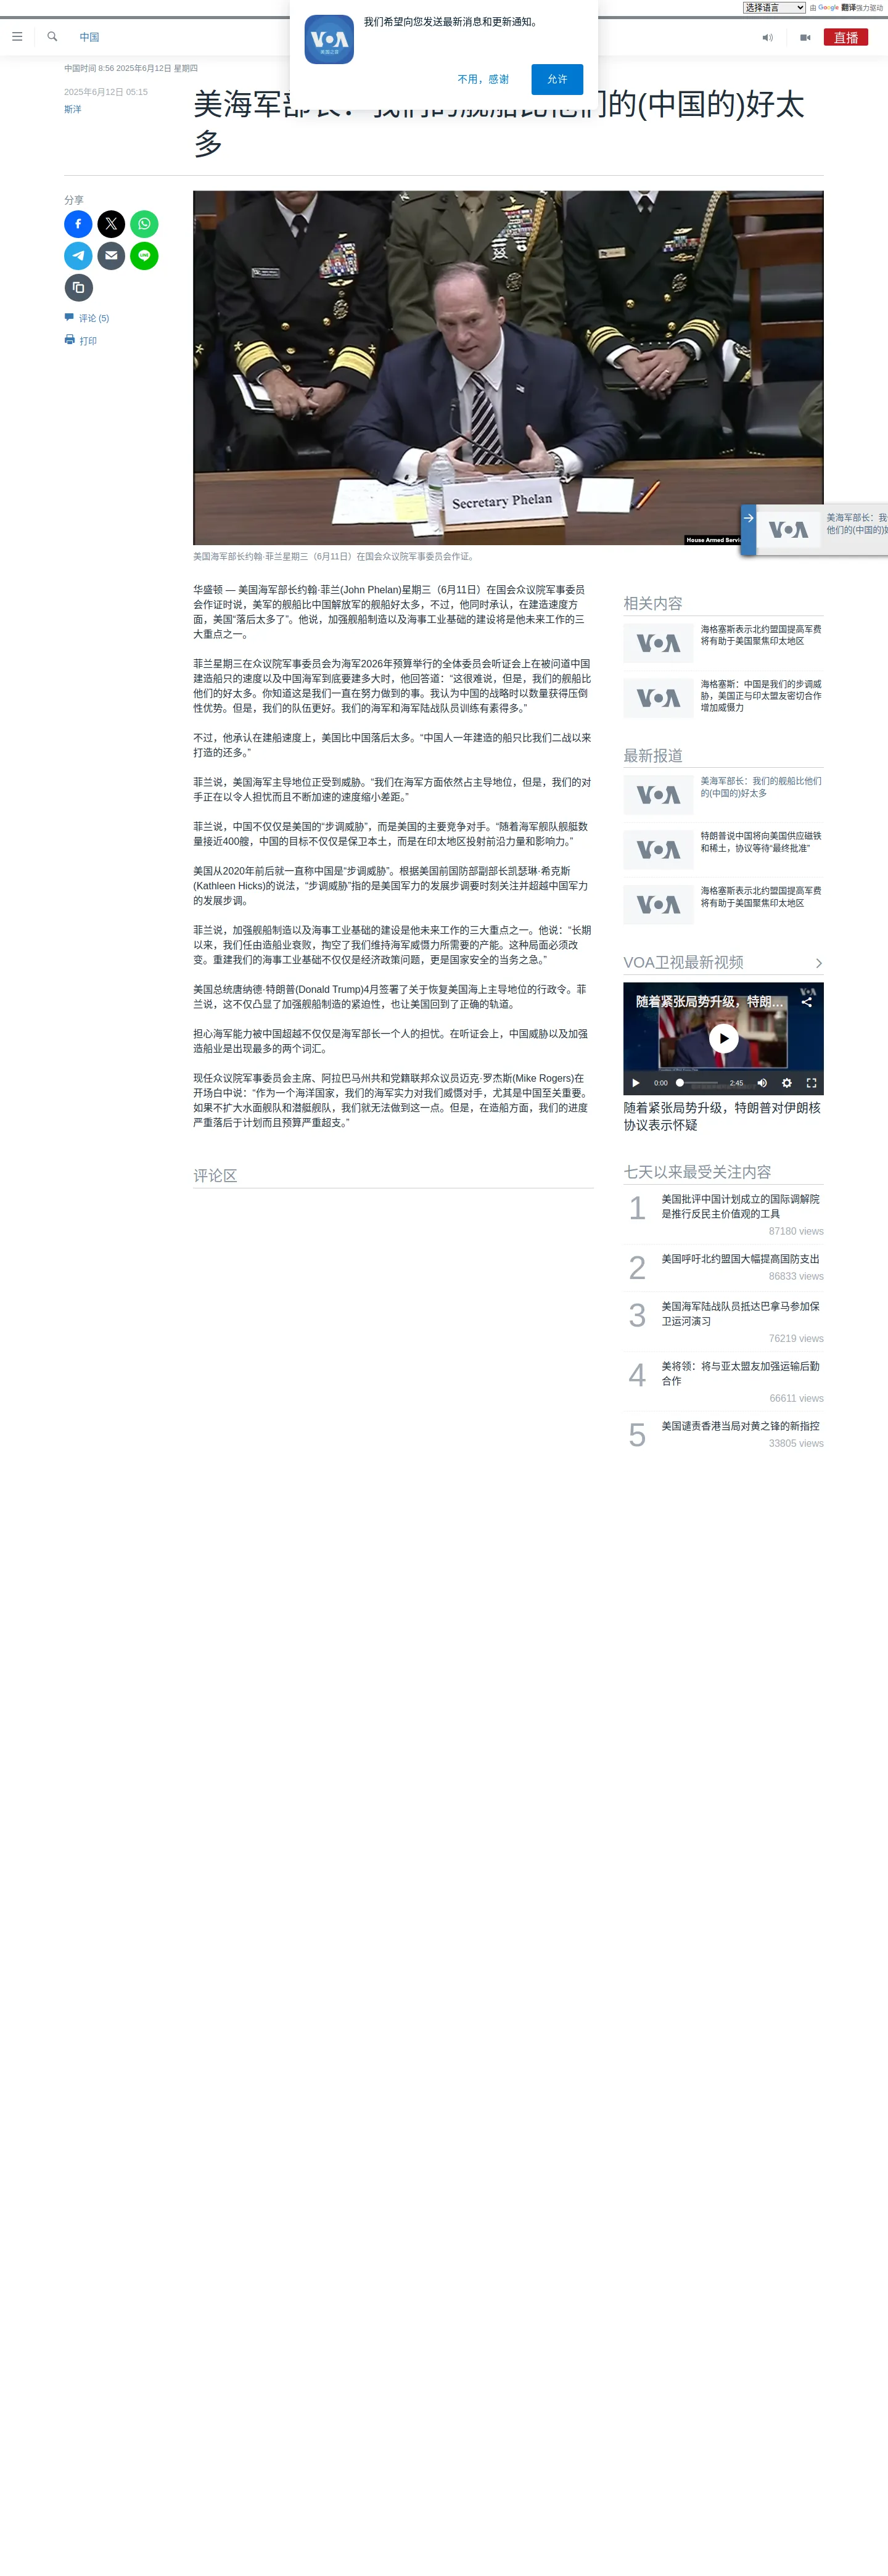 选择语言 由 Google 翻译强力驱动
我们希望向您发送最新消息和更新通知。
VOA
美国之音
不用，感谢
允许
中国
直播
中国时间 8:56 2025年6月12日 星期四
2025年6月12日 05:15
斯洋
美海军部长：我们的舰船比他们的(中国的)好太
多
分享
评论 (5)
打印
Secretary Phelan
美国海军部长约翰·菲兰星期三（6月11日）在国会众议院军事委员会作证。
华盛顿 — 美国海军部长约翰·菲兰(John Phelan)星期三（6月11日）在国会众议院军事委员
会作证时说，美军的舰船比中国解放军的舰船好太多，不过，他同时承认，在建造速度方
面，美国“落后太多了”。他说，加强舰船制造以及海事工业基础的建设将是他未来工作的三
大重点之一。
菲兰星期三在众议院军事委员会为海军2026年预算举行的全体委员会听证会上在被问道中国
建造船只的速度以及中国海军到底要建多大时，他回答道：“这很难说，但是，我们的舰船比
他们的好太多。你知道这是我们一直在努力做到的事。我认为中国的战略时以数量获得压倒
性优势。但是，我们的队伍更好。我们的海军和海军陆战队员训练有素得多。”
不过，他承认在建船速度上，美国比中国落后太多。“中国人一年建造的船只比我们二战以来
打造的还多。”
菲兰说，美国海军主导地位正受到威胁。“我们在海军方面依然占主导地位，但是，我们的对
手正在以令人担忧而且不断加速的速度缩小差距。”
菲兰说，中国不仅仅是美国的“步调威胁”，而是美国的主要竞争对手。“随着海军舰队舰艇数
量接近400艘，中国的目标不仅仅是保卫本土，而是在印太地区投射前沿力量和影响力。”
美国从2020年前后就一直称中国是“步调威胁”。根据美国前国防部副部长凯瑟琳·希克斯
(Kathleen Hicks)的说法，“步调威胁”指的是美国军力的发展步调要时刻关注并超越中国军力
的发展步调。
菲兰说，加强舰船制造以及海事工业基础的建设是他未来工作的三大重点之一。他说：“长期
以来，我们任由造船业衰败，掏空了我们维持海军威慑力所需要的产能。这种局面必须改
变。重建我们的海事工业基础不仅仅是经济政策问题，更是国家安全的当务之急。”
美国总统唐纳德·特朗普(Donald Trump)4月签署了关于恢复美国海上主导地位的行政令。菲
兰说，这不仅凸显了加强舰船制造的紧迫性，也让美国回到了正确的轨道。
担心海军能力被中国超越不仅仅是海军部长一个人的担忧。在听证会上，中国威胁以及加强
造船业是出现最多的两个词汇。
现任众议院军事委员会主席、阿拉巴马州共和党籍联邦众议员迈克·罗杰斯(Mike Rogers)在
开场白中说：“作为一个海洋国家，我们的海军实力对我们威慑对手，尤其是中国至关重要。
如果不扩大水面舰队和潜艇舰队，我们就无法做到这一点。但是，在造船方面，我们的进度
严重落后于计划而且预算严重超支。”
评论区
VOA
美海军部长：我
他们的(中国的)
相关内容
VOA
海格塞斯表示北约盟国提高军费
将有助于美国聚焦印太地区
VOA
海格塞斯：中国是我们的步调威
胁，美国正与印太盟友密切合作
增加威慑力
最新报道
VOA
美海军部长：我们的舰船比他们
的(中国的)好太多
VOA
特朗普说中国将向美国供应磁铁
和稀土，协议等待“最终批准”
VOA
海格塞斯表示北约盟国提高军费
将有助于美国聚焦印太地区
VOA卫视最新视频
VOA
随着紧张局势升级，特朗…
0:00
2:45
随着紧张局势升级，特朗普对伊朗核
协议表示怀疑
七天以来最受关注内容
1
美国批评中国计划成立的国际调解院
是推行反民主价值观的工具
87180 views
2
美国呼吁北约盟国大幅提高国防支出
86833 views
3
美国海军陆战队员抵达巴拿马参加保
卫运河演习
76219 views
4
美将领：将与亚太盟友加强运输后勤
合作
66611 views
5
美国谴责香港当局对黄之锋的新指控
33805 views